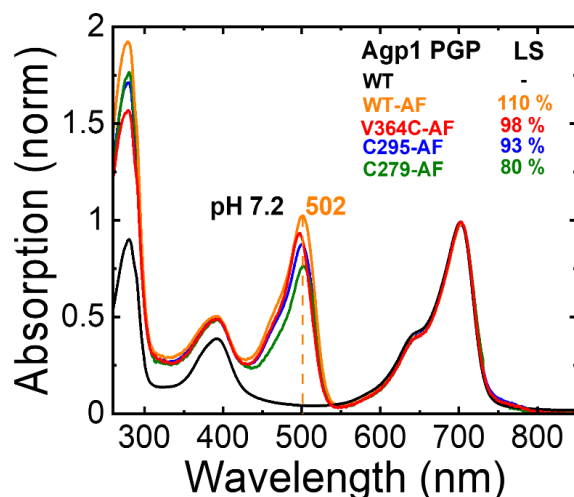 2
1.5
1
0.5
0
Absorption (norm)
Agp1 PGP LS
WT -
WT-AF 110 %
V364C-AF 98 %
C295-AF 93 %
C279-AF 80 %
pH 7.2 502
300 400 500 600 700 800
Wavelength (nm)